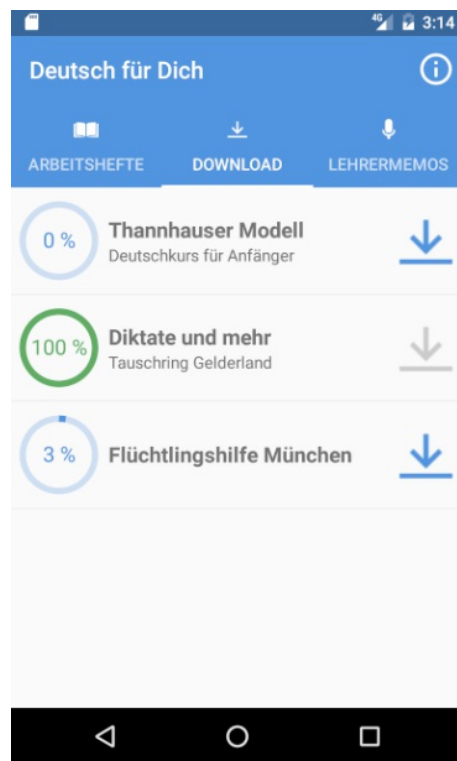 4G 3:14
Deutsch für Dich
ARBEITSHEFTE DOWNLOAD LEHRERMEMOS
0 %
Thannhauser Modell
Deutschkurs für Anfänger
100 %
Diktate und mehr
Tauschring Gelderland
3 %
Flüchtlingshilfe München